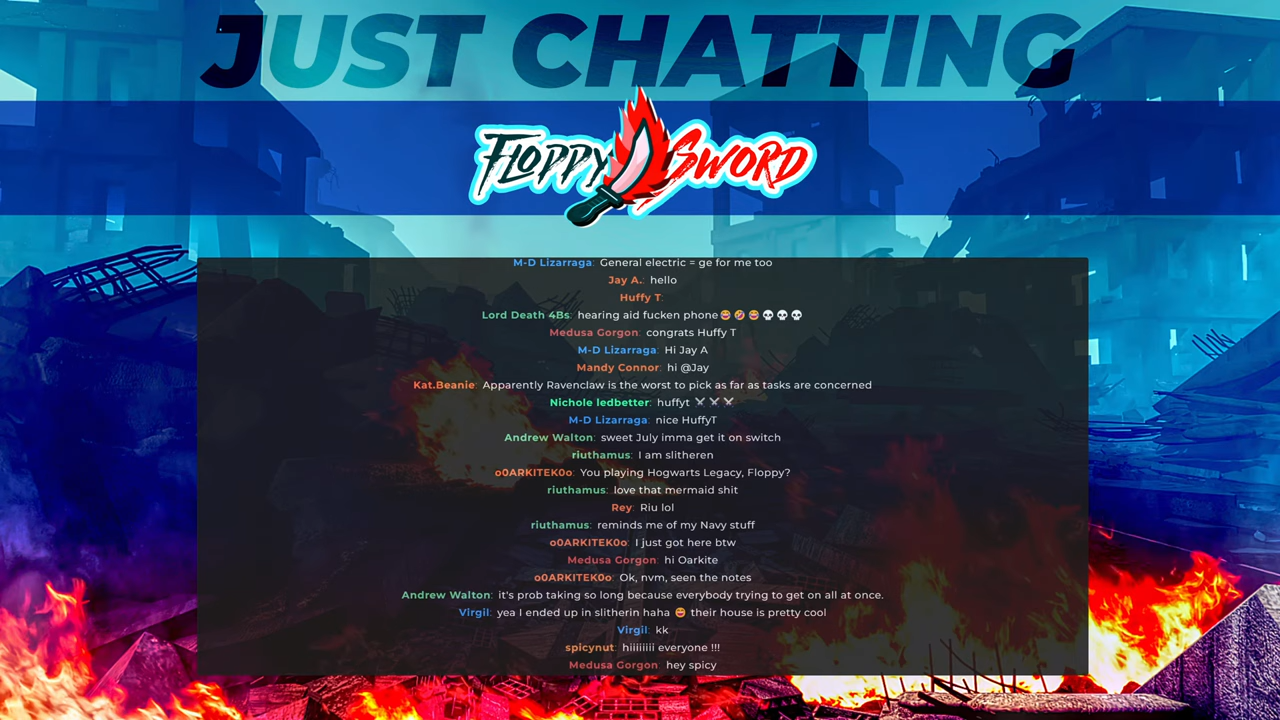 JUST CHATTING
FLOPPY SWORD
M-D Lizarraga: General electric = ge for me too
Jay A.: hello
Huffy T:
Lord Death 4Bs: hearing aid fucken phone😂🤣😂💀💀💀
Medusa Gorgon: congrats Huffy T
M-D Lizarraga: Hi Jay A
Mandy Connor: hi @Jay
Kat.Beanie: Apparently Ravenclaw is the worst to pick as far as tasks are concerned
Nichole ledbetter: huffyt ⚔️ ⚔️ ⚔️
M-D Lizarraga: nice HuffyT
Andrew Walton: sweet July imma get it on switch
riuthamus: I am slitheren
o0ARKITEK0o: You playing Hogwarts Legacy, Floppy?
riuthamus: love that mermaid shit
Rey: Riu lol
riuthamus: reminds me of my Navy stuff
o0ARKITEK0o: I just got here btw
Medusa Gorgon: hi Oarkite
o0ARKITEK0o: Ok, nvm, seen the notes
Andrew Walton: it's prob taking so long because everybody trying to get on all at once.
Virgil: yea I ended up in slitherin haha 😂 their house is pretty cool
Virgil: kk
spicynut: hiiiiiiii everyone !!!
Medusa Gorgon: hey spicy